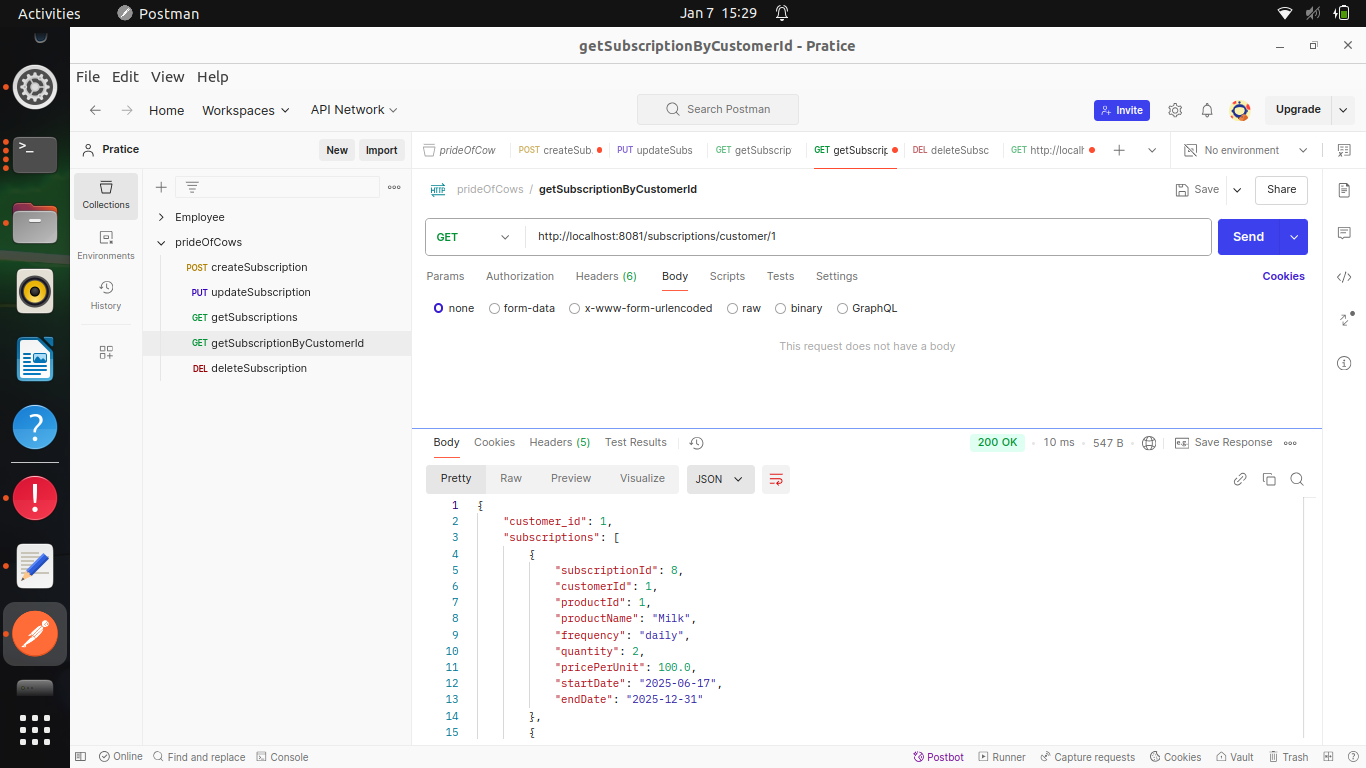 Activities Postman Jan 7 15:29
getSubscriptionByCustomerId - Pratice
File Edit View Help
Home Workspaces API Network Search Postman Invite Upgrade
Pratice New Import
prideOfCow POST createSub. PUT updateSubs GET getSubscrip GET getSubscrip DEL deleteSubsc GET http://localh No environment
Collections
Environments
History
Employee
prideOfCows
POST createSubscription
PUT updateSubscription
GET getSubscriptions
GET getSubscriptionByCustomerId
DEL deleteSubscription
HTTP prideOfCows / getSubscriptionByCustomerId Save Share
GET http://localhost:8081/subscriptions/customer/1 Send
Params Authorization Headers (6) Body Scripts Tests Settings Cookies
none form-data x-www-form-urlencoded raw binary GraphQL
This request does not have a body
Body Cookies Headers (5) Test Results 200 OK 10 ms 547 B e.g. Save Response
Pretty Raw Preview Visualize JSON
1 {
2 "customer_id": 1,
3 "subscriptions": [
4 {
5 "subscriptionId": 8,
6 "customerId": 1,
7 "productId": 1,
8 "productName": "Milk",
9 "frequency": "daily",
10 "quantity": 2,
11 "pricePerUnit": 100.0,
12 "startDate": "2025-06-17",
13 "endDate": "2025-12-31"
14 },
15 {
Online Find and replace Console Postbot Runner Capture requests Cookies Vault Trash